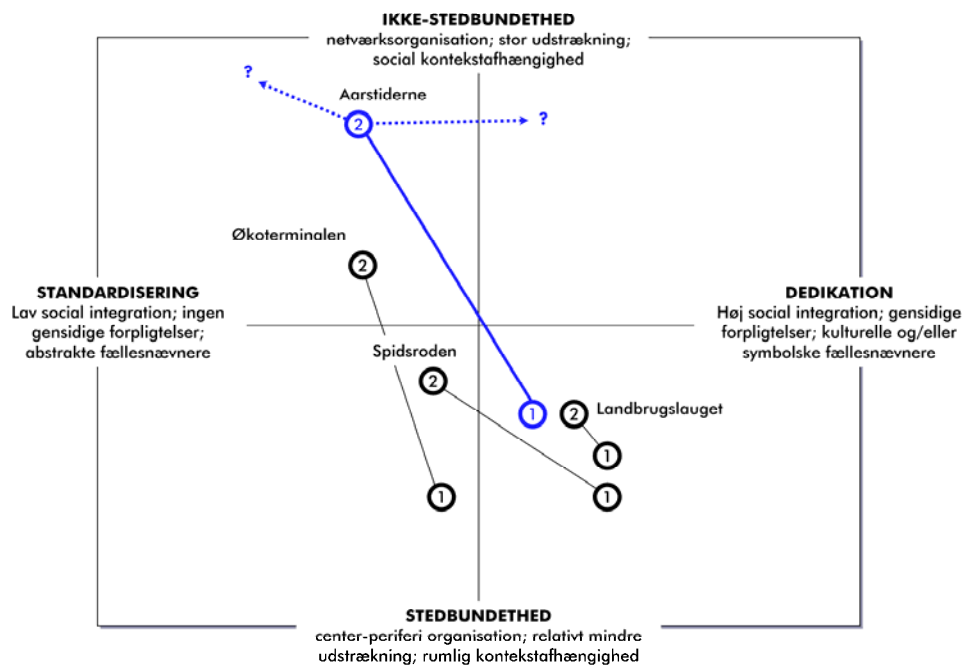 IKKE-STEDBUNDETHED
netværksorganisation; stor udstrækning;
social kontekstafhængighed
?
Aarstiderne
2
?
Økoterminalen
2
STANDARDISERING
Lav social integration; ingen
gensidige forpligtelser;
abstrakte fællesnævnere
DEDIKATION
Høj social integration; gensidige
forpligtelser; kulturelle og/eller
symbolske fællesnævnere
Spidsroden
2
1
2
Landbrugslauget
1
1
1
STEDBUNDETHED
center-periferi organisation; relativt mindre
udstrækning; rumlig kontekstafhængighed